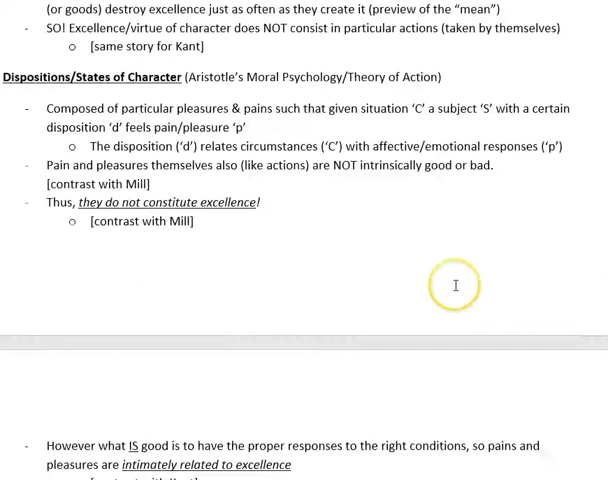 (or goods) destroy excellence just as often as they create it (preview of the “mean”)
- SO! Excellence/virtue of character does NOT consist in particular actions (taken by themselves)
o [same story for Kant]
Dispositions/States of Character (Aristotle’s Moral Psychology/Theory of Action)
- Composed of particular pleasures & pains such that given situation ‘C’ a subject ‘S’ with a certain
disposition ‘d’ feels pain/pleasure ‘p’
o The disposition (‘d’) relates circumstances (‘C’) with affective/emotional responses (‘p’)
- Pain and pleasures themselves also (like actions) are NOT intrinsically good or bad.
[contrast with Mill]
- Thus, they do not constitute excellence!
o [contrast with Mill]
- However what IS good is to have the proper responses to the right conditions, so pains and
pleasures are intimately related to excellence
[contrast with Kant]